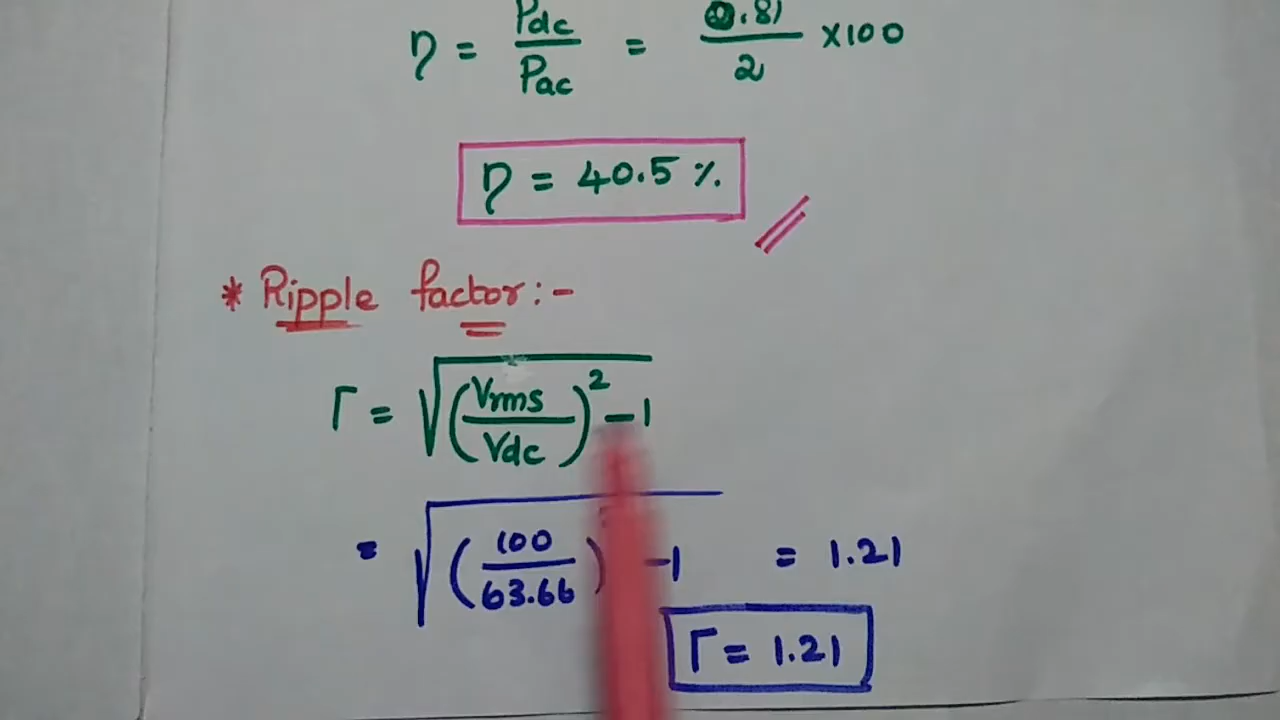 η = Pdc/Pac = 0.81/2 ×100
η = 40.5 %.
* Ripple factor:-
Γ = √((Vrms/Vdc)² -1)
= √((100/63.66) -1) = 1.21
Γ = 1.21